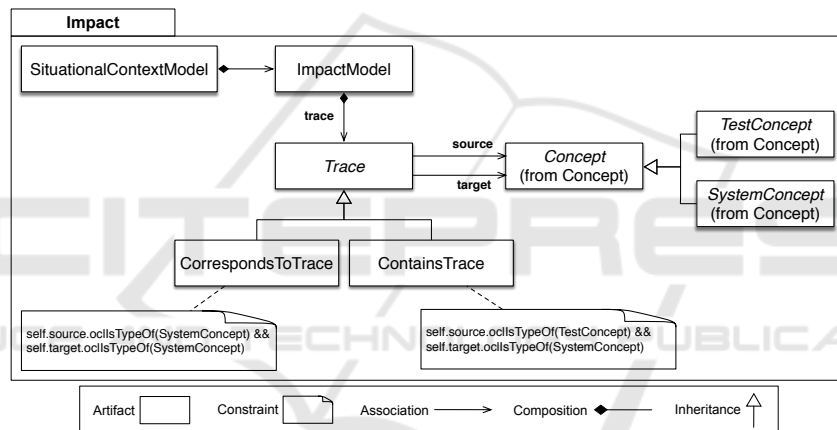 Impact
SituationalContextModel
ImpactModel
trace
Trace
source
target
Concept
(from Concept)
TestConcept
(from Concept)
SystemConcept
(from Concept)
CorrespondsToTrace
ContainsTrace
self.source.oclIsTypeOf(SystemConcept) &&
self.target.oclIsTypeOf(SystemConcept)
self.source.oclIsTypeOf(TestConcept) &&
self.target.oclIsTypeOf(SystemConcept)
Artifact
Constraint
Association
Composition
Inheritance